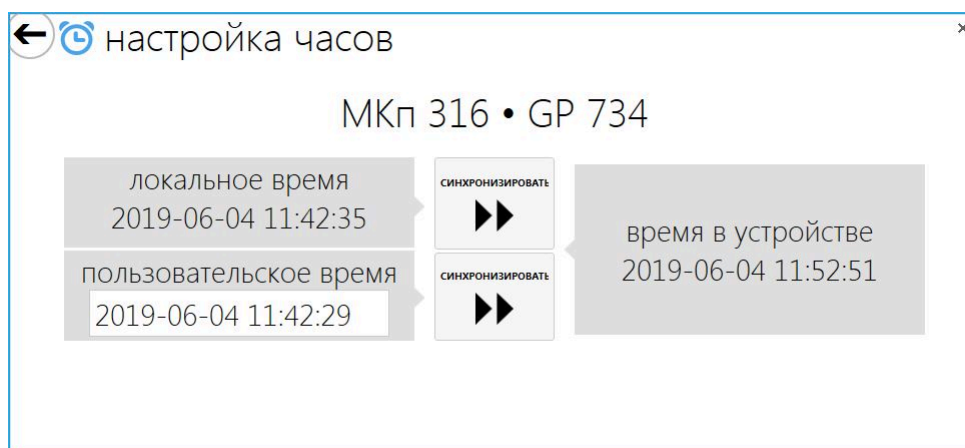 настройка часов
МКп 316 • GP 734
локальное время
2019-06-04 11:42:35
СИНХРОНИЗИРОВАТЬ
пользовательское время
2019-06-04 11:42:29
СИНХРОНИЗИРОВАТЬ
время в устройстве
2019-06-04 11:52:51